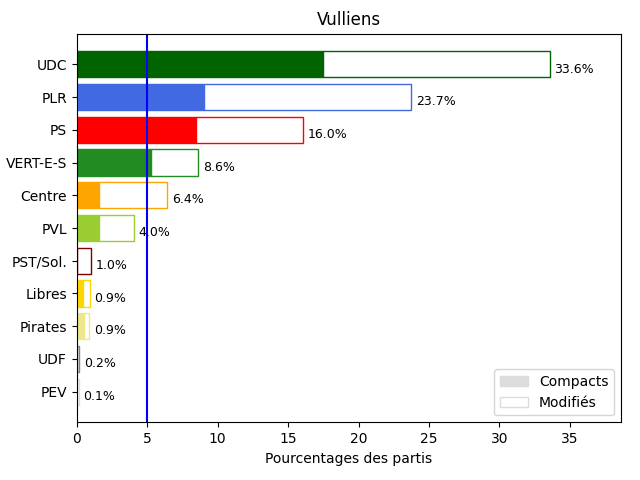 Vulliens
UDC 33.6%
PLR 23.7%
PS 16.0%
VERT-E-S 8.6%
Centre 6.4%
PVL 4.0%
PST/Sol. 1.0%
Libres 0.9%
Pirates 0.9%
UDF 0.2%
PEV 0.1%
Compacts
Modifiés
0 5 10 15 20 25 30 35
Pourcentages des partis